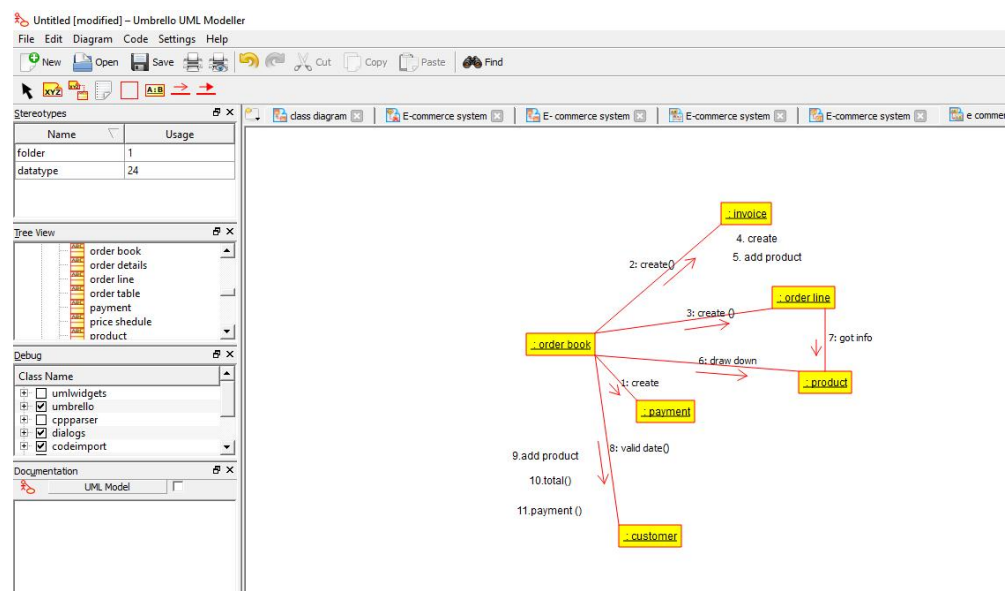 Untitled [modified] – Umbrello UML Modeller
File Edit Diagram Code Settings Help
New Open Save Cut Copy Paste Find
XYZ A:B
Stereotypes
class diagram E-commerce system E- commerce system E-commerce system E-commerce system e commer
Name Usage
folder 1
datatype 24
Tree View
order book
order details
order line
order table
payment
price shedule
product
Debug
Class Name
umlwidgets
umbrello
cppparser
dialogs
codeimport
Documentation
UML Model
: invoice
4. create
5. add product
2: create()
: order line
3: create ()
: order book
7: got info
6: draw down
: product
1: create
: payment
8: valid date()
9.add product
10.total()
11.payment ()
: customer